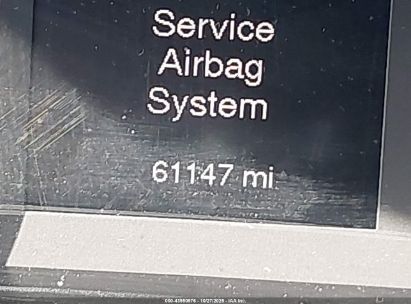 Service
Airbag
System
61147 mi